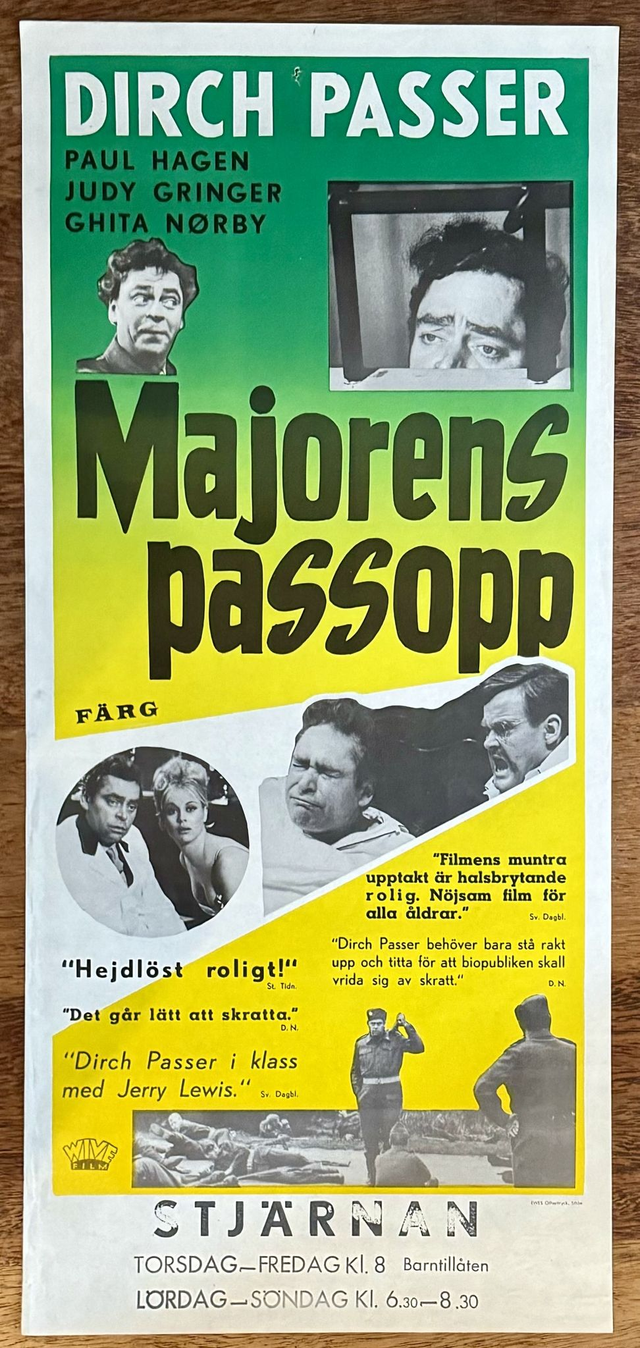 DIRCH PASSER
PAUL HAGEN
JUDY GRINGER
GHITA NØRBY
Majorens
passopp
FÄRG
"Filmens muntra
upptakt är halsbrytande
rolig. Nöjsam film för
alla åldrar."
Sv. Dagbl.
"Dirch Passer behöver bara stå rakt
upp och titta för att biopubliken skall
vrida sig av skratt."
D. N.
"Hejdlöst roligt!"
St. Tidn.
"Det går lätt att skratta."
D. N.
"Dirch Passer i klass
med Jerry Lewis."
Sv. Dagbl.
WIVE
FILM
STJÄRNAN
TORSDAG–FREDAG Kl. 8 Barntillåten
LÖRDAG–SÖNDAG Kl. 6.30–8.30